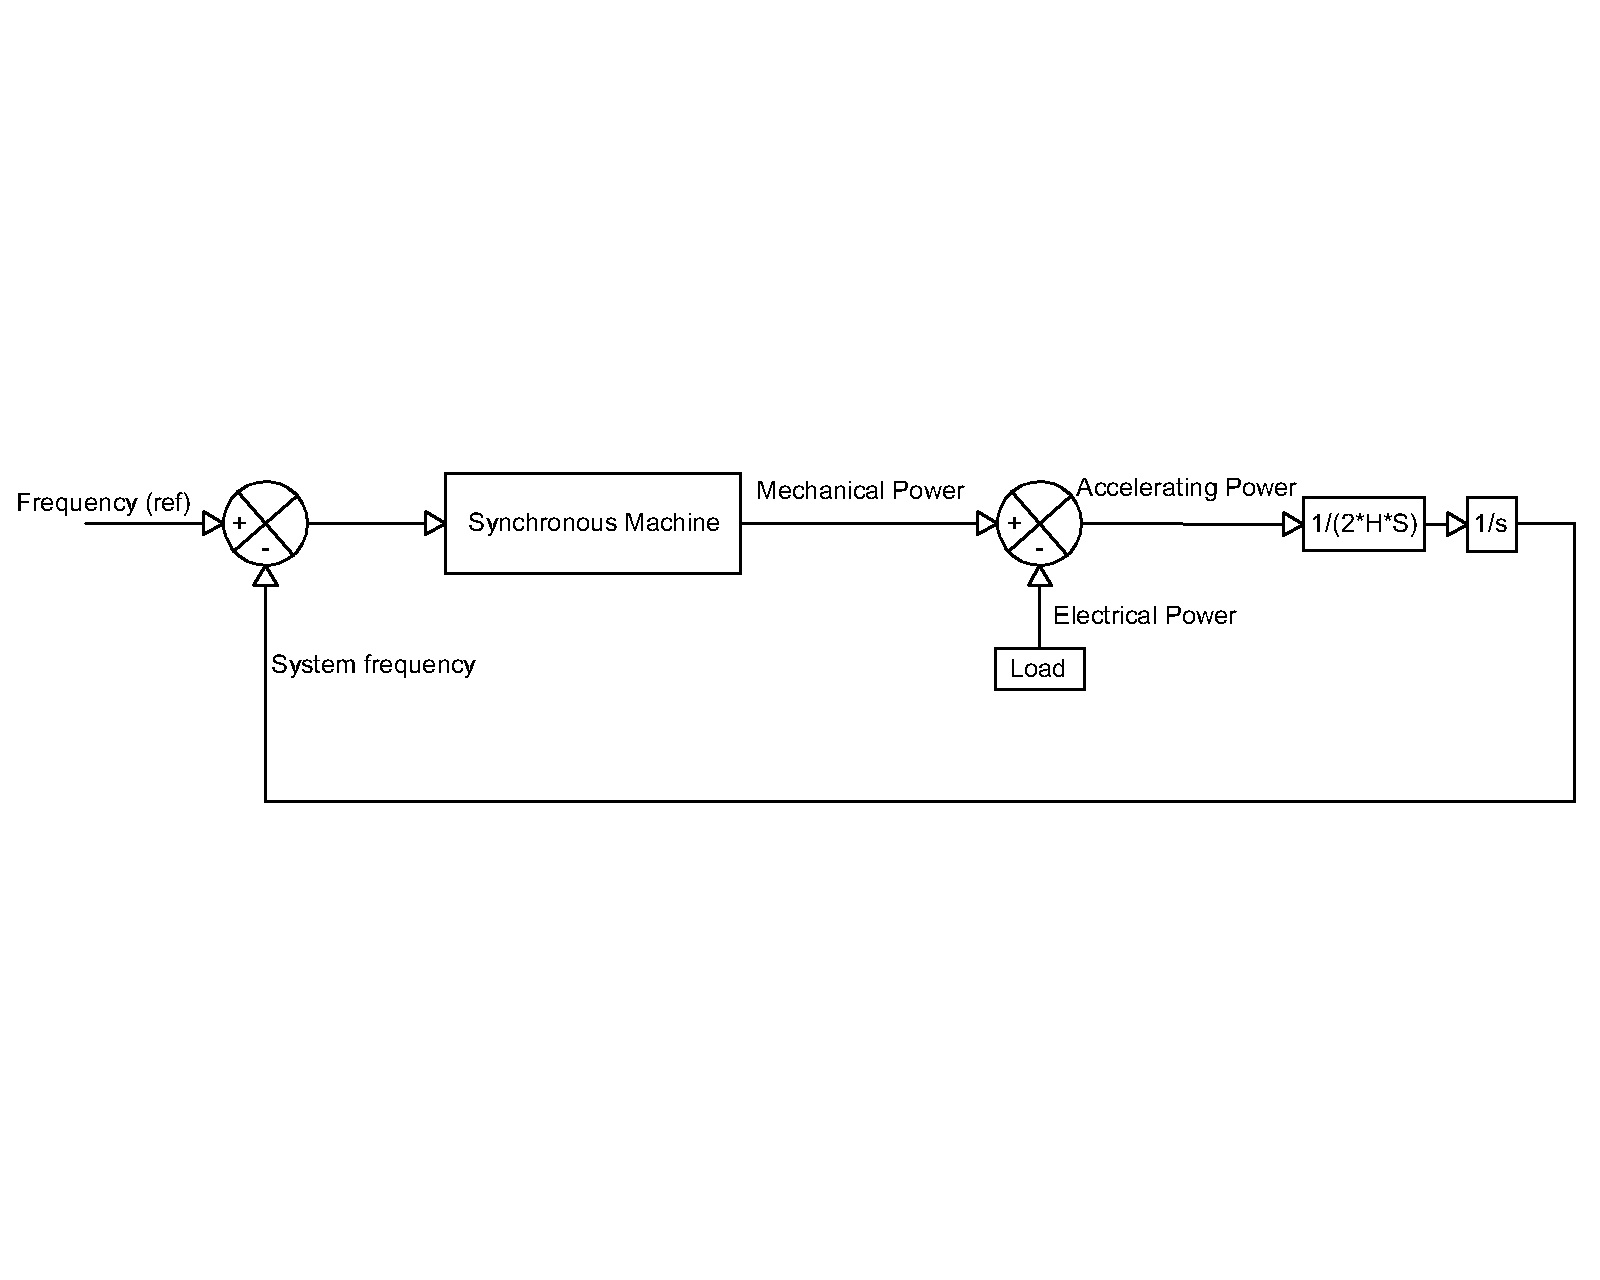 Frequency (ref)
+
-
Synchronous Machine
Mechanical Power
+
-
Accelerating Power
1/(2*H*S)
1/s
Electrical Power
Load
System frequency